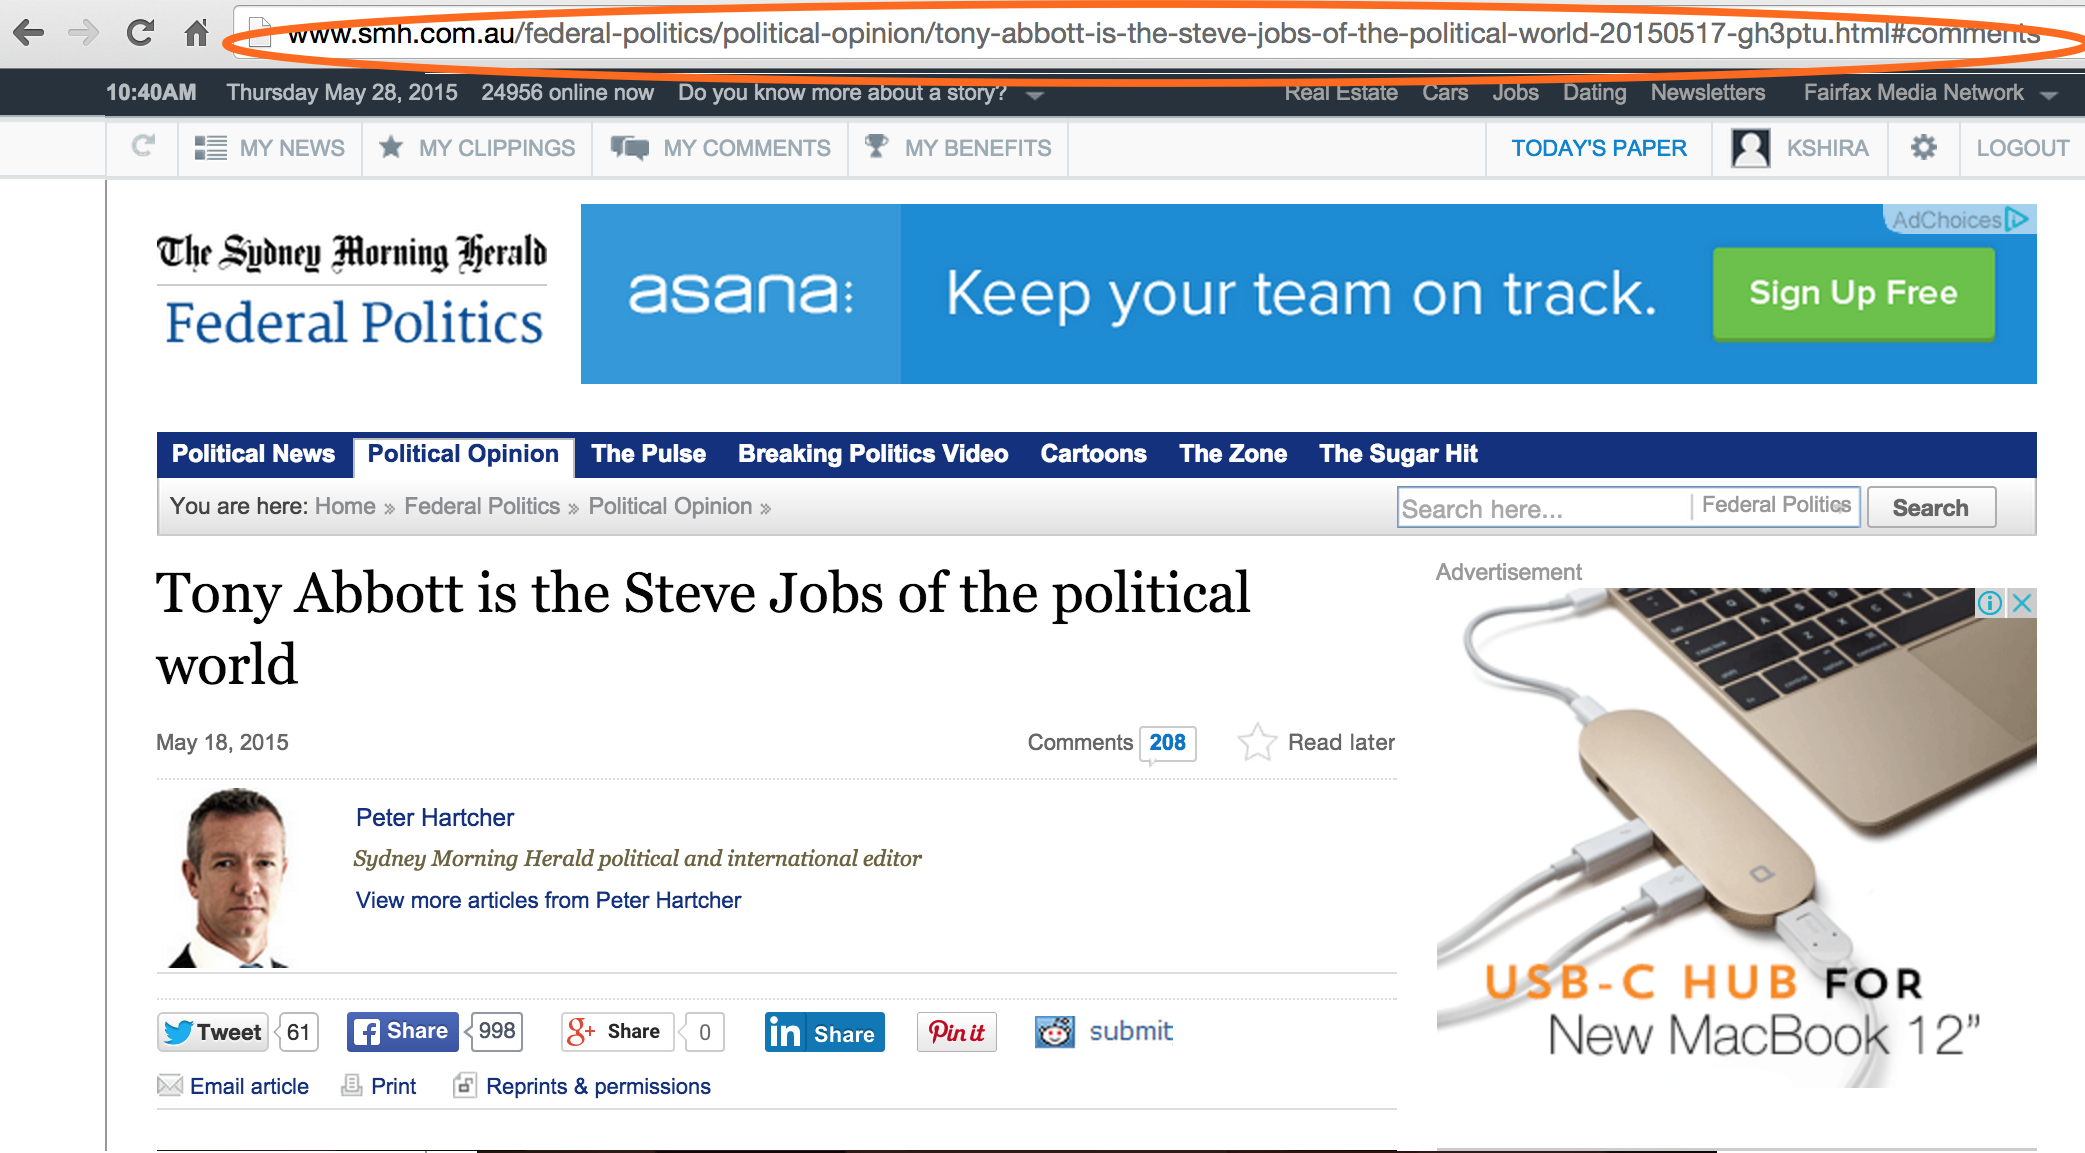 www.smh.com.au/federal-politics/political-opinion/tony-abbott-is-the-steve-jobs-of-the-political-world-20150517-gh3ptu.html#comments
10:40AM Thursday May 28, 2015 24956 online now Do you know more about a story? Real Estate Cars Jobs Dating Newsletters Fairfax Media Network
MY NEWS MY CLIPPINGS MY COMMENTS MY BENEFITS TODAY'S PAPER KSHIRA LOGOUT
AdChoices
The Sydney Morning Herald
Federal Politics
asana: Keep your team on track. Sign Up Free
Political News Political Opinion The Pulse Breaking Politics Video Cartoons The Zone The Sugar Hit
You are here: Home » Federal Politics » Political Opinion » Search here... Federal Politics Search
Tony Abbott is the Steve Jobs of the political
world
Advertisement
May 18, 2015 Comments 208 Read later
Peter Hartcher
Sydney Morning Herald political and international editor
View more articles from Peter Hartcher
USB-C HUB FOR
New MacBook 12”
Tweet 61 f Share 998 g+ Share 0 in Share Pin it submit
Email article Print Reprints & permissions